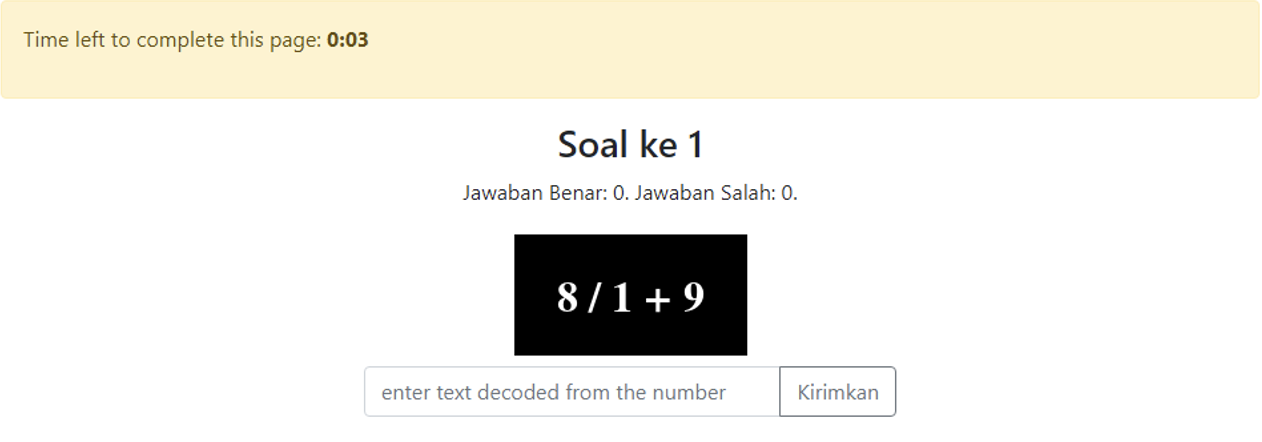 Time left to complete this page: 0:03
Soal ke 1
Jawaban Benar: 0. Jawaban Salah: 0.
8 / 1 + 9
enter text decoded from the number
Kirimkan